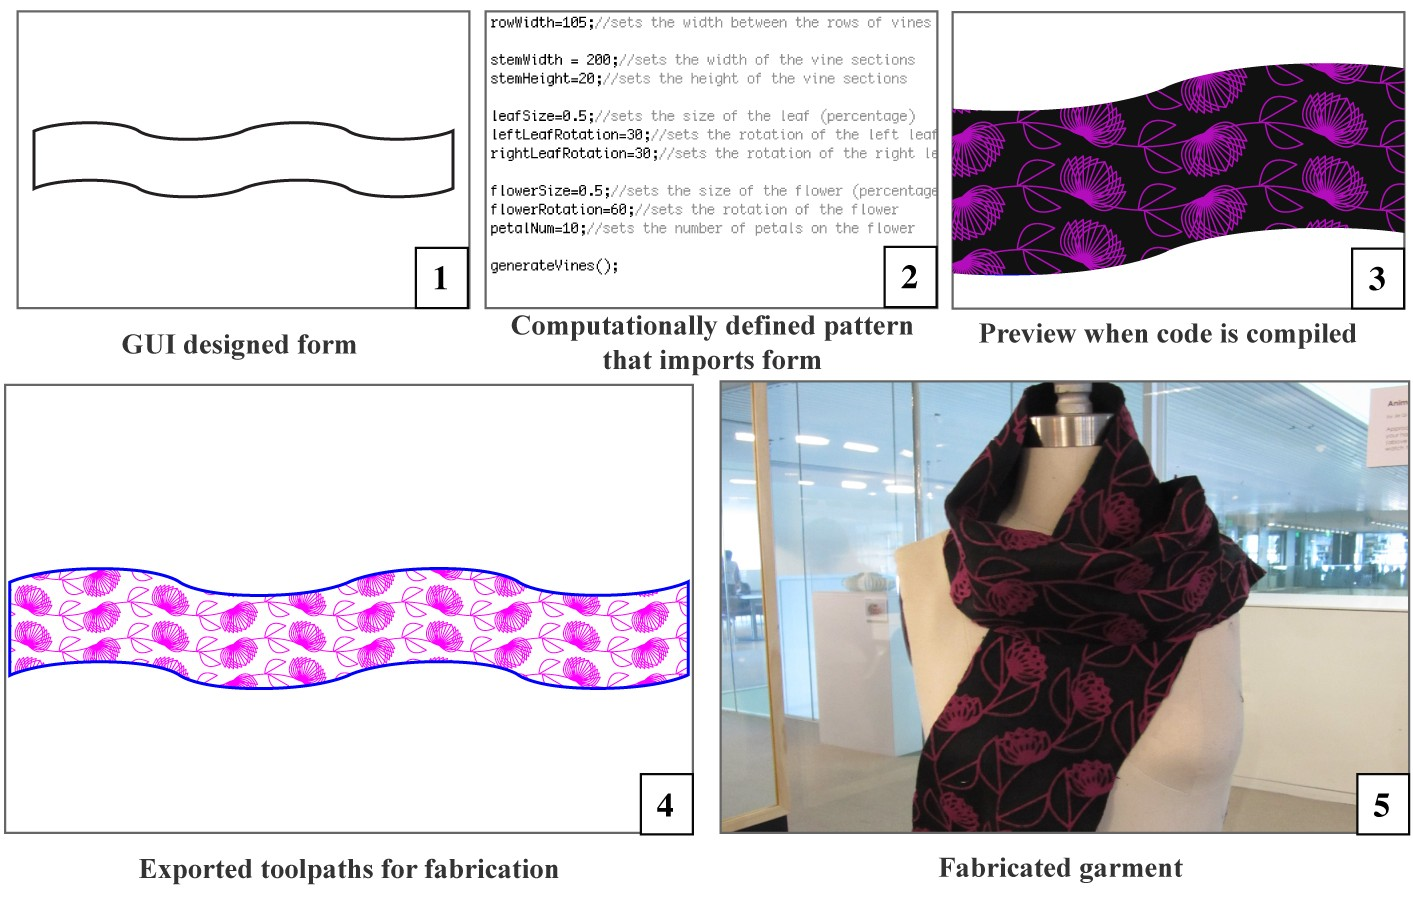 rowWidth=105;//sets the width between the rows of vines
stemWidth = 200;//sets the width of the vine sections
stemHeight=20;//sets the height of the vine sections
leafSize=0.5;//sets the size of the leaf (percentage)
leftLeafRotation=30;//sets the rotation of the left leaf
rightLeafRotation=30;//sets the rotation of the right le
flowerSize=0.5;//sets the size of the flower (percentage
flowerRotation=60;//sets the rotation of the flower
petalNum=10;//sets the number of petals on the flower
generateVines();
1
2
3
GUI designed form
Computationally defined pattern
that imports form
Preview when code is compiled
Anim
4
5
Exported toolpaths for fabrication
Fabricated garment